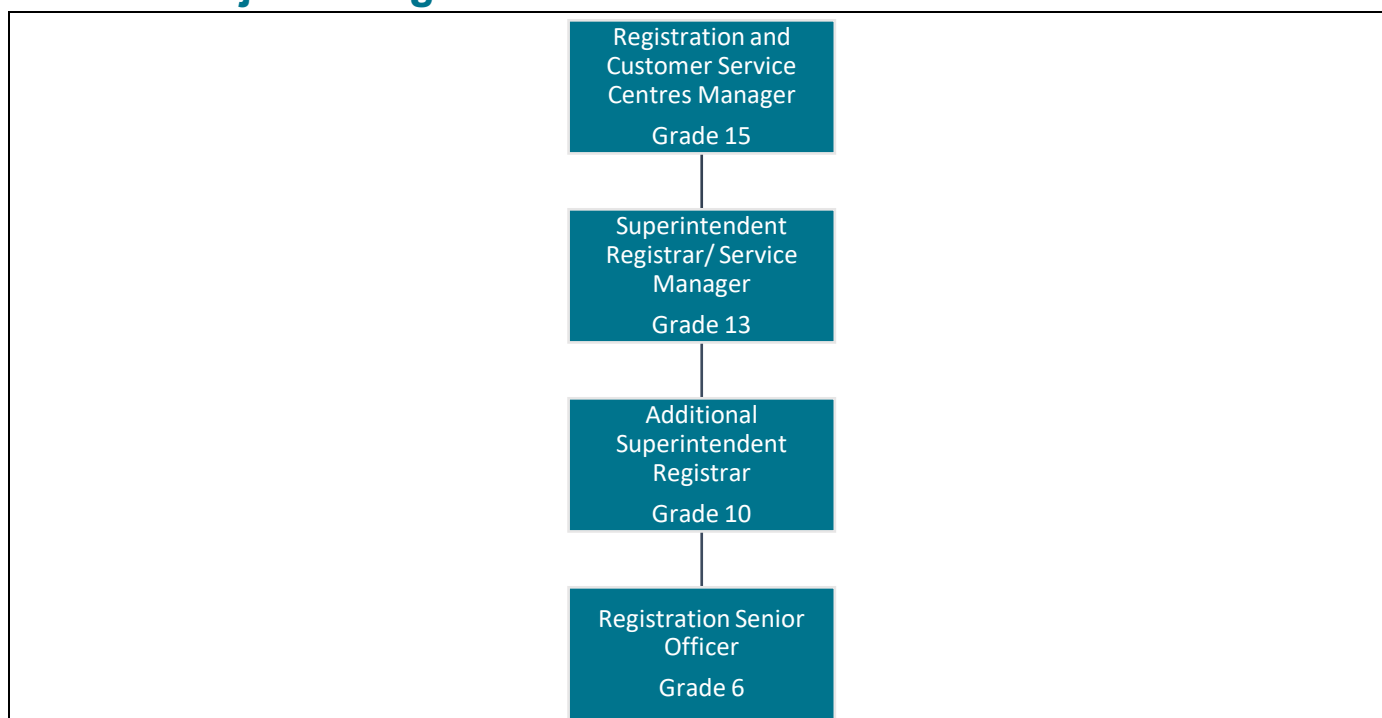 Registration and
Customer Service
Centres Manager
Grade 15
Superintendent
Registrar/ Service
Manager
Grade 13
Additional
Superintendent
Registrar
Grade 10
Registration Senior
Officer
Grade 6